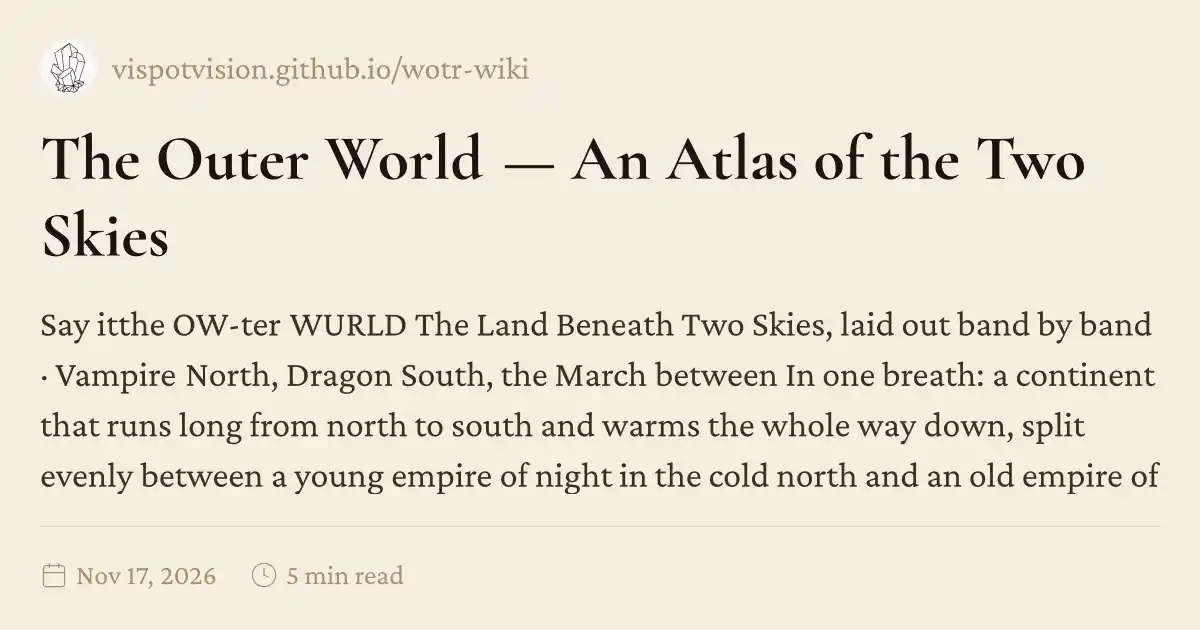 vispotvision.github.io/wotr-wiki
The Outer World — An Atlas of the Two
Skies
Say itthe OW-ter WURLD The Land Beneath Two Skies, laid out band by band
· Vampire North, Dragon South, the March between In one breath: a continent
that runs long from north to south and warms the whole way down, split
evenly between a young empire of night in the cold north and an old empire of
Nov 17, 2026 5 min read